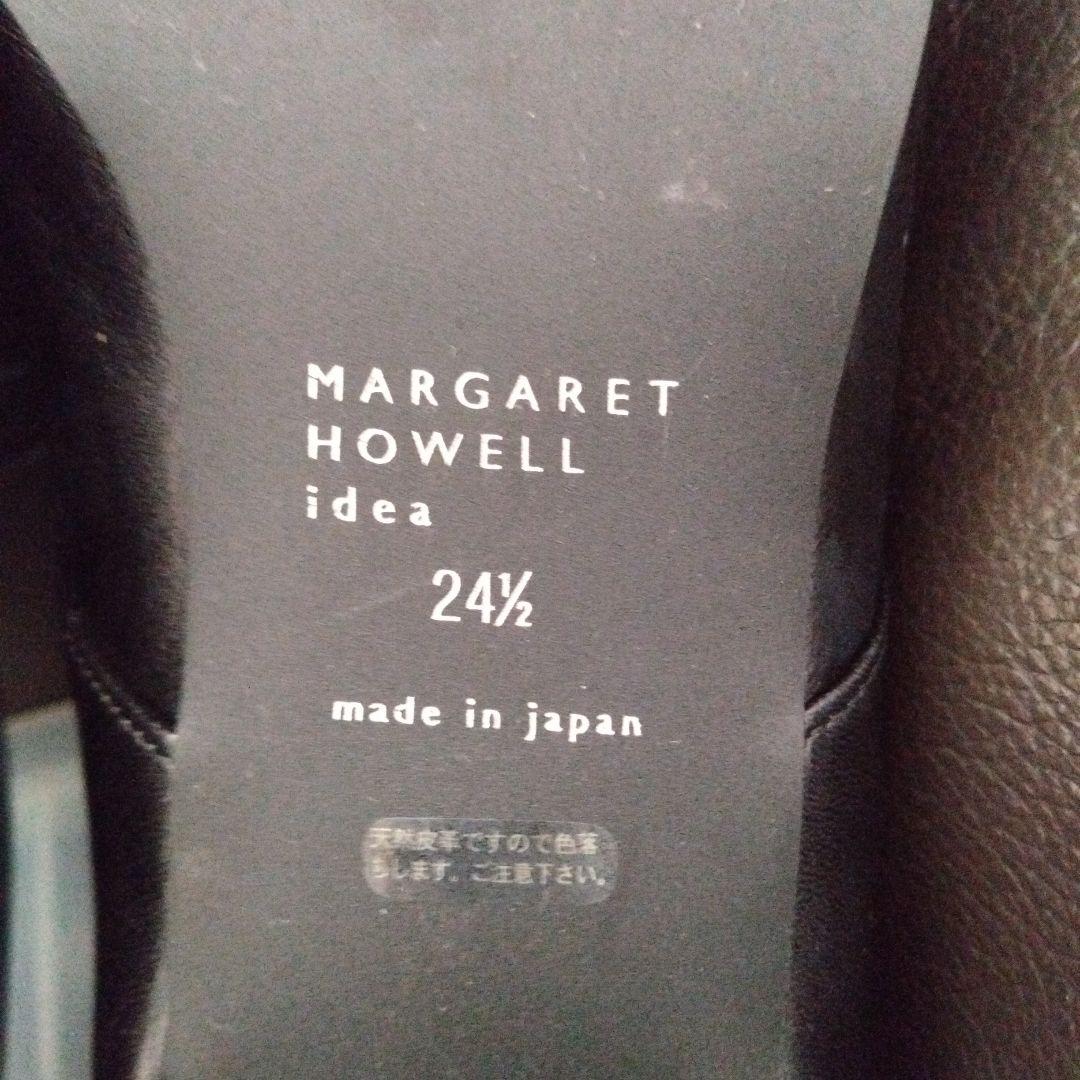 MARGARET
HOWELL
idea
24½
made in japan
天然皮革ですので色落
ちします。ご注意下さい。